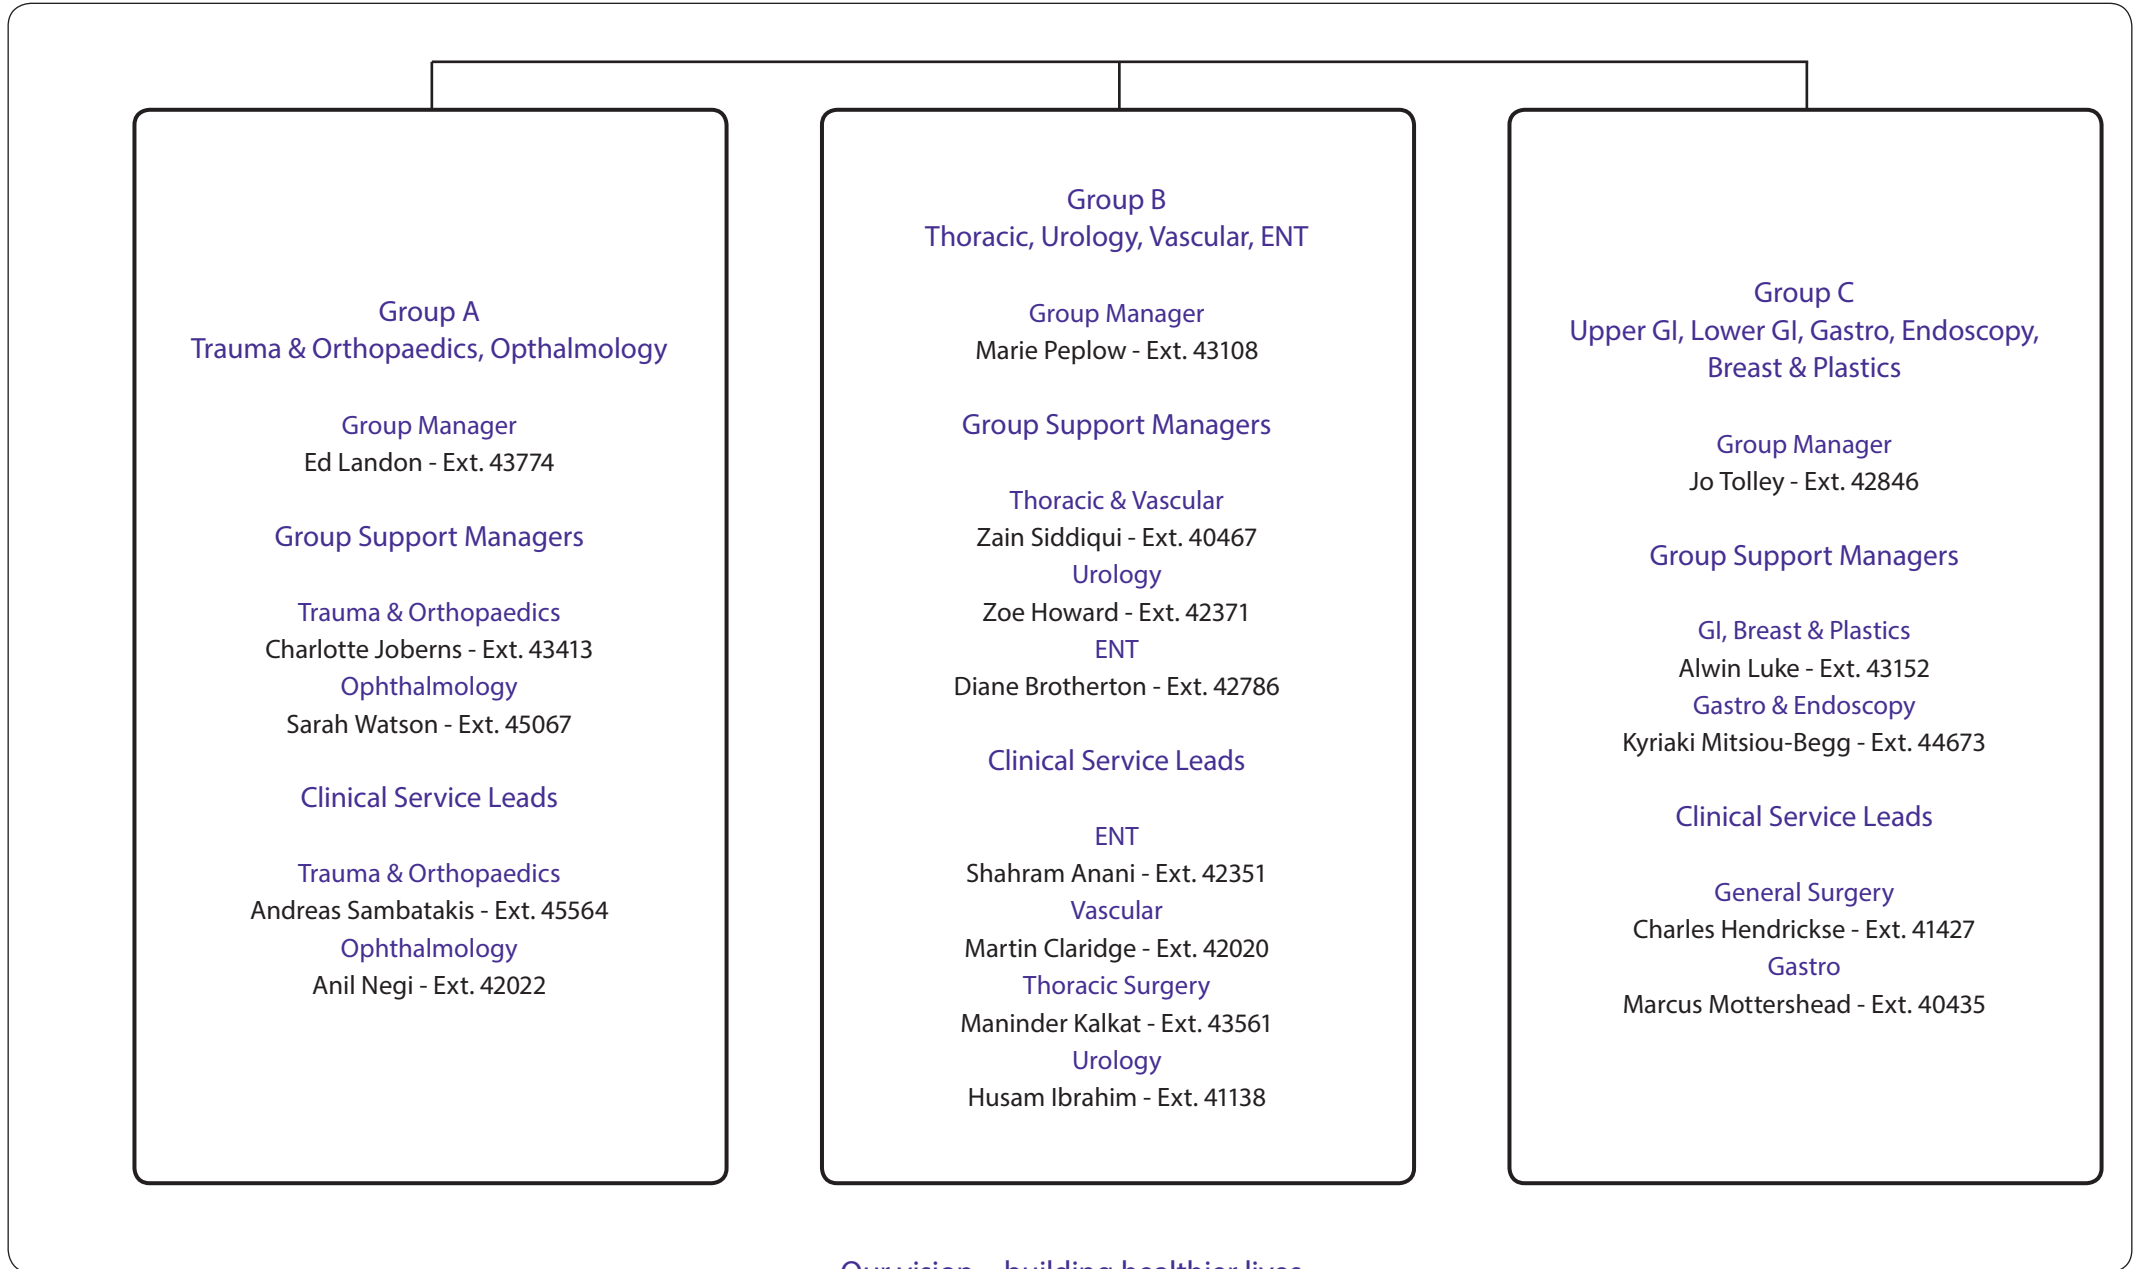 Group A
Trauma & Orthopaedics, Opthalmology
Group Manager
Ed Landon - Ext. 43774
Group Support Managers
Trauma & Orthopaedics
Charlotte Joberns - Ext. 43413
Ophthalmology
Sarah Watson - Ext. 45067
Clinical Service Leads
Trauma & Orthopaedics
Andreas Sambatakis - Ext. 45564
Ophthalmology
Anil Negi - Ext. 42022
Group B
Thoracic, Urology, Vascular, ENT
Group Manager
Marie Peplow - Ext. 43108
Group Support Managers
Thoracic & Vascular
Zain Siddiqui - Ext. 40467
Urology
Zoe Howard - Ext. 42371
ENT
Diane Brotherton - Ext. 42786
Clinical Service Leads
ENT
Shahram Anani - Ext. 42351
Vascular
Martin Claridge - Ext. 42020
Thoracic Surgery
Maninder Kalkat - Ext. 43561
Urology
Husam Ibrahim - Ext. 41138
Group C
Upper GI, Lower GI, Gastro, Endoscopy,
Breast & Plastics
Group Manager
Jo Tolley - Ext. 42846
Group Support Managers
GI, Breast & Plastics
Alwin Luke - Ext. 43152
Gastro & Endoscopy
Kyriaki Mitsiou-Begg - Ext. 44673
Clinical Service Leads
General Surgery
Charles Hendrickse - Ext. 41427
Gastro
Marcus Mottershead - Ext. 40435
Our vision – building healthier lives